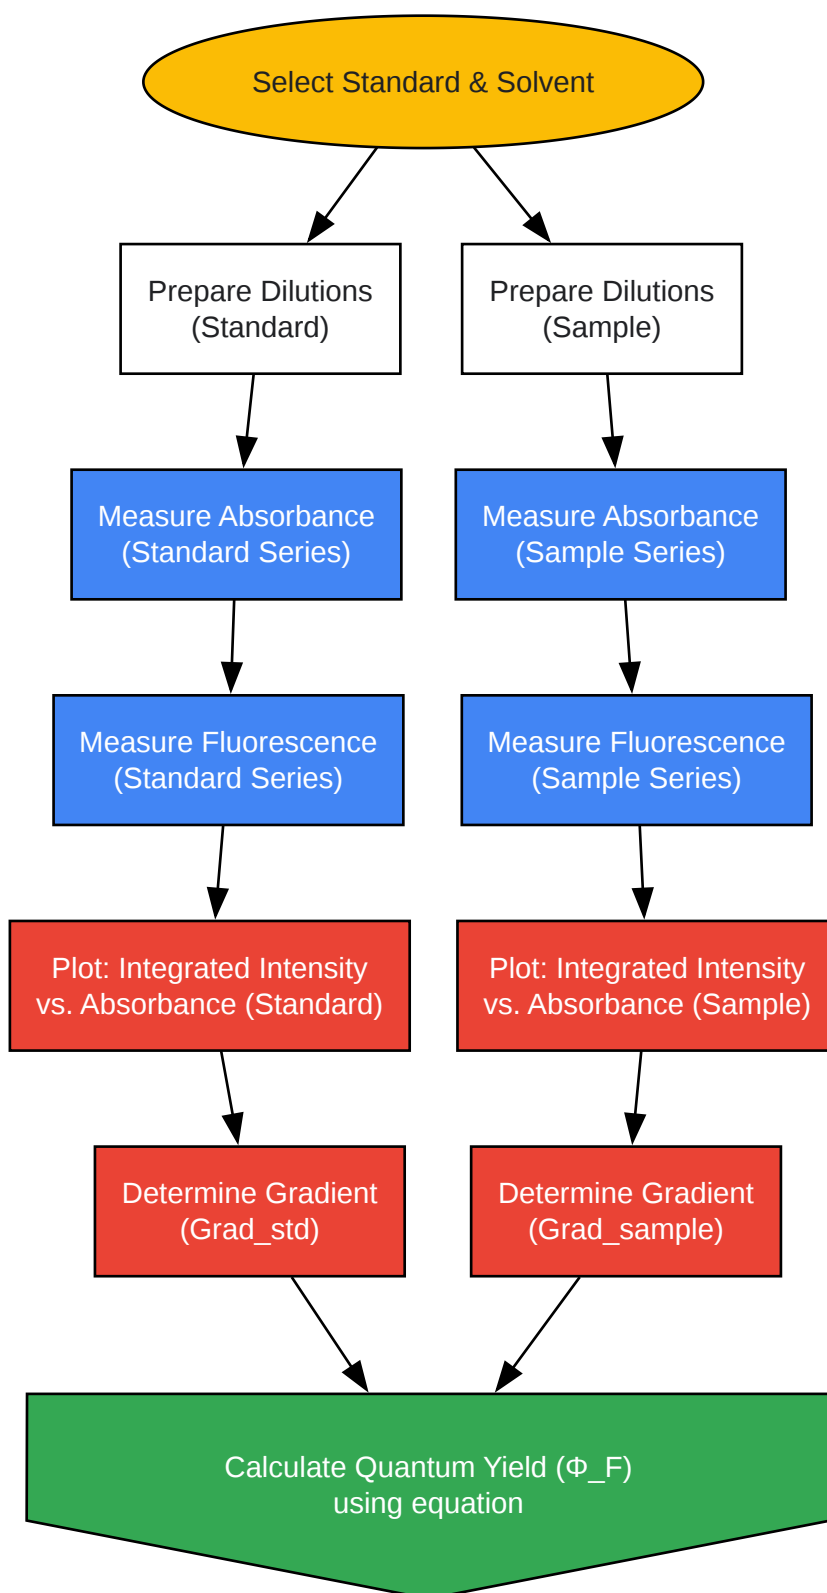 Select Standard & Solvent
Prepare Dilutions
(Standard)
Prepare Dilutions
(Sample)
Measure Absorbance
(Standard Series)
Measure Absorbance
(Sample Series)
Measure Fluorescence
(Standard Series)
Measure Fluorescence
(Sample Series)
Plot: Integrated Intensity
vs. Absorbance (Standard)
Plot: Integrated Intensity
vs. Absorbance (Sample)
Determine Gradient
(Grad_std)
Determine Gradient
(Grad_sample)
Calculate Quantum Yield (Φ_F)
using equation